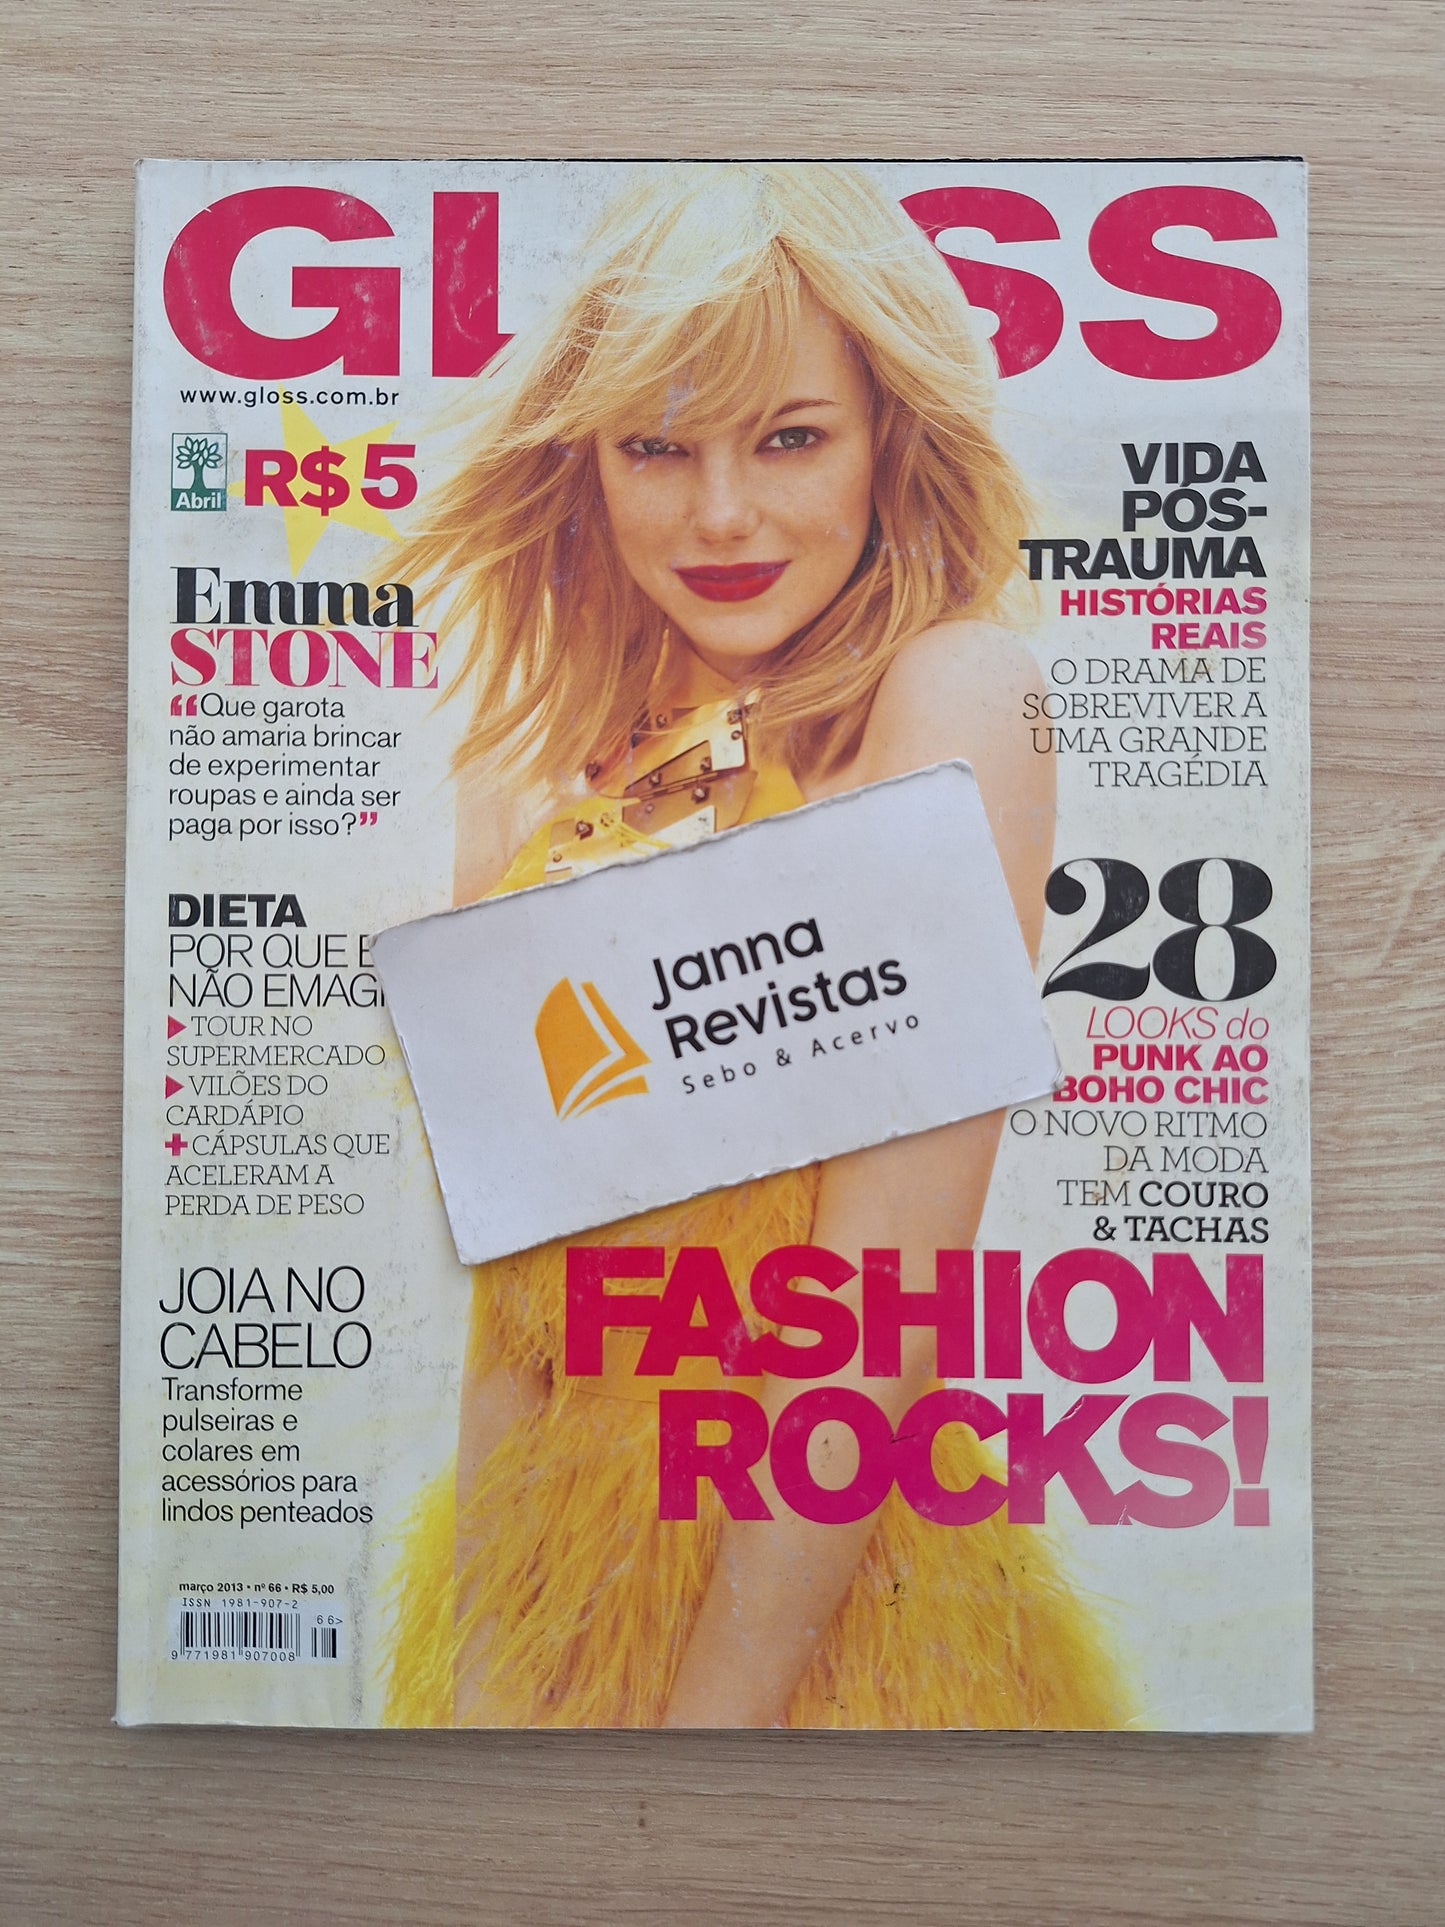 GLOSS
www.gloss.com.br
Abril
R$ 5
Emma
STONE
“Que garota
não amaria brincar
de experimentar
roupas e ainda ser
paga por isso?”
DIETA
POR QUE
NÃO
TOUR NO
SUPERMERCADO
VILÕES DO
CARDÁPIO
+ CÁPSULAS QUE
ACELERAM A
PERDA DE PESO
JOIA NO
CABELO
Transforme
pulseiras e
colares em
acessórios para
lindos penteados
março 2013 • nº 66 • R$ 5,00
ISSN 1981-907-2
66>
9 771981 907008
VIDA
PÓS-
TRAUMA
HISTÓRIAS
REAIS
O DRAMA DE
SOBREVIVER A
UMA GRANDE
TRAGÉDIA
Janna
Revistas
Sebo & Acervo
28
LOOKS do
PUNK AO
BOHO CHIC
O NOVO RITMO
DA MODA
TEM COURO
& TACHAS
FASHION
ROCKS!